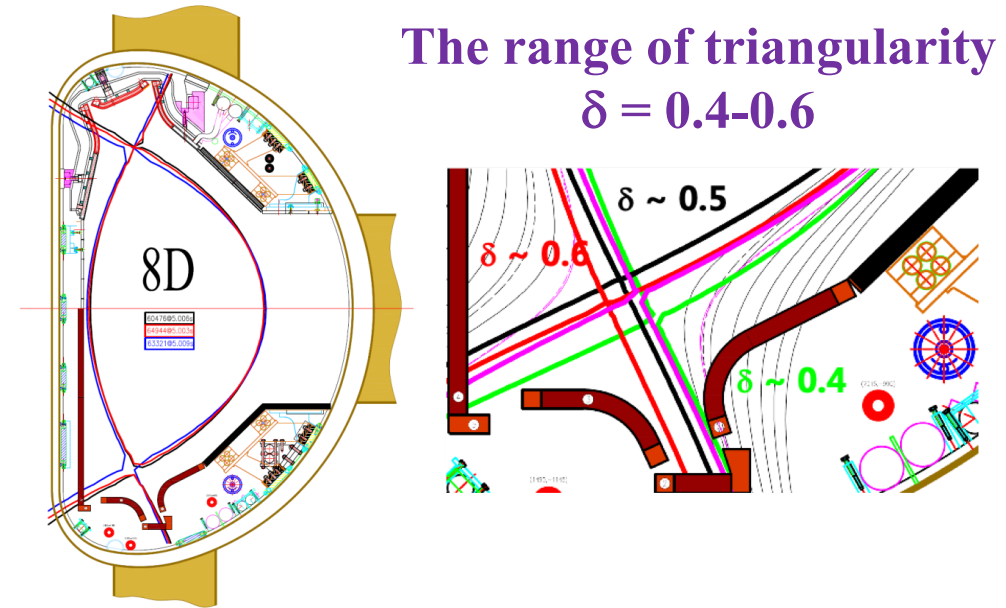 The range of triangularity
δ = 0.4-0.6
8D
60476@5.006s
64944@5.003s
63321@5.009s
δ ~ 0.5
δ ~ 0.6
δ ~ 0.4